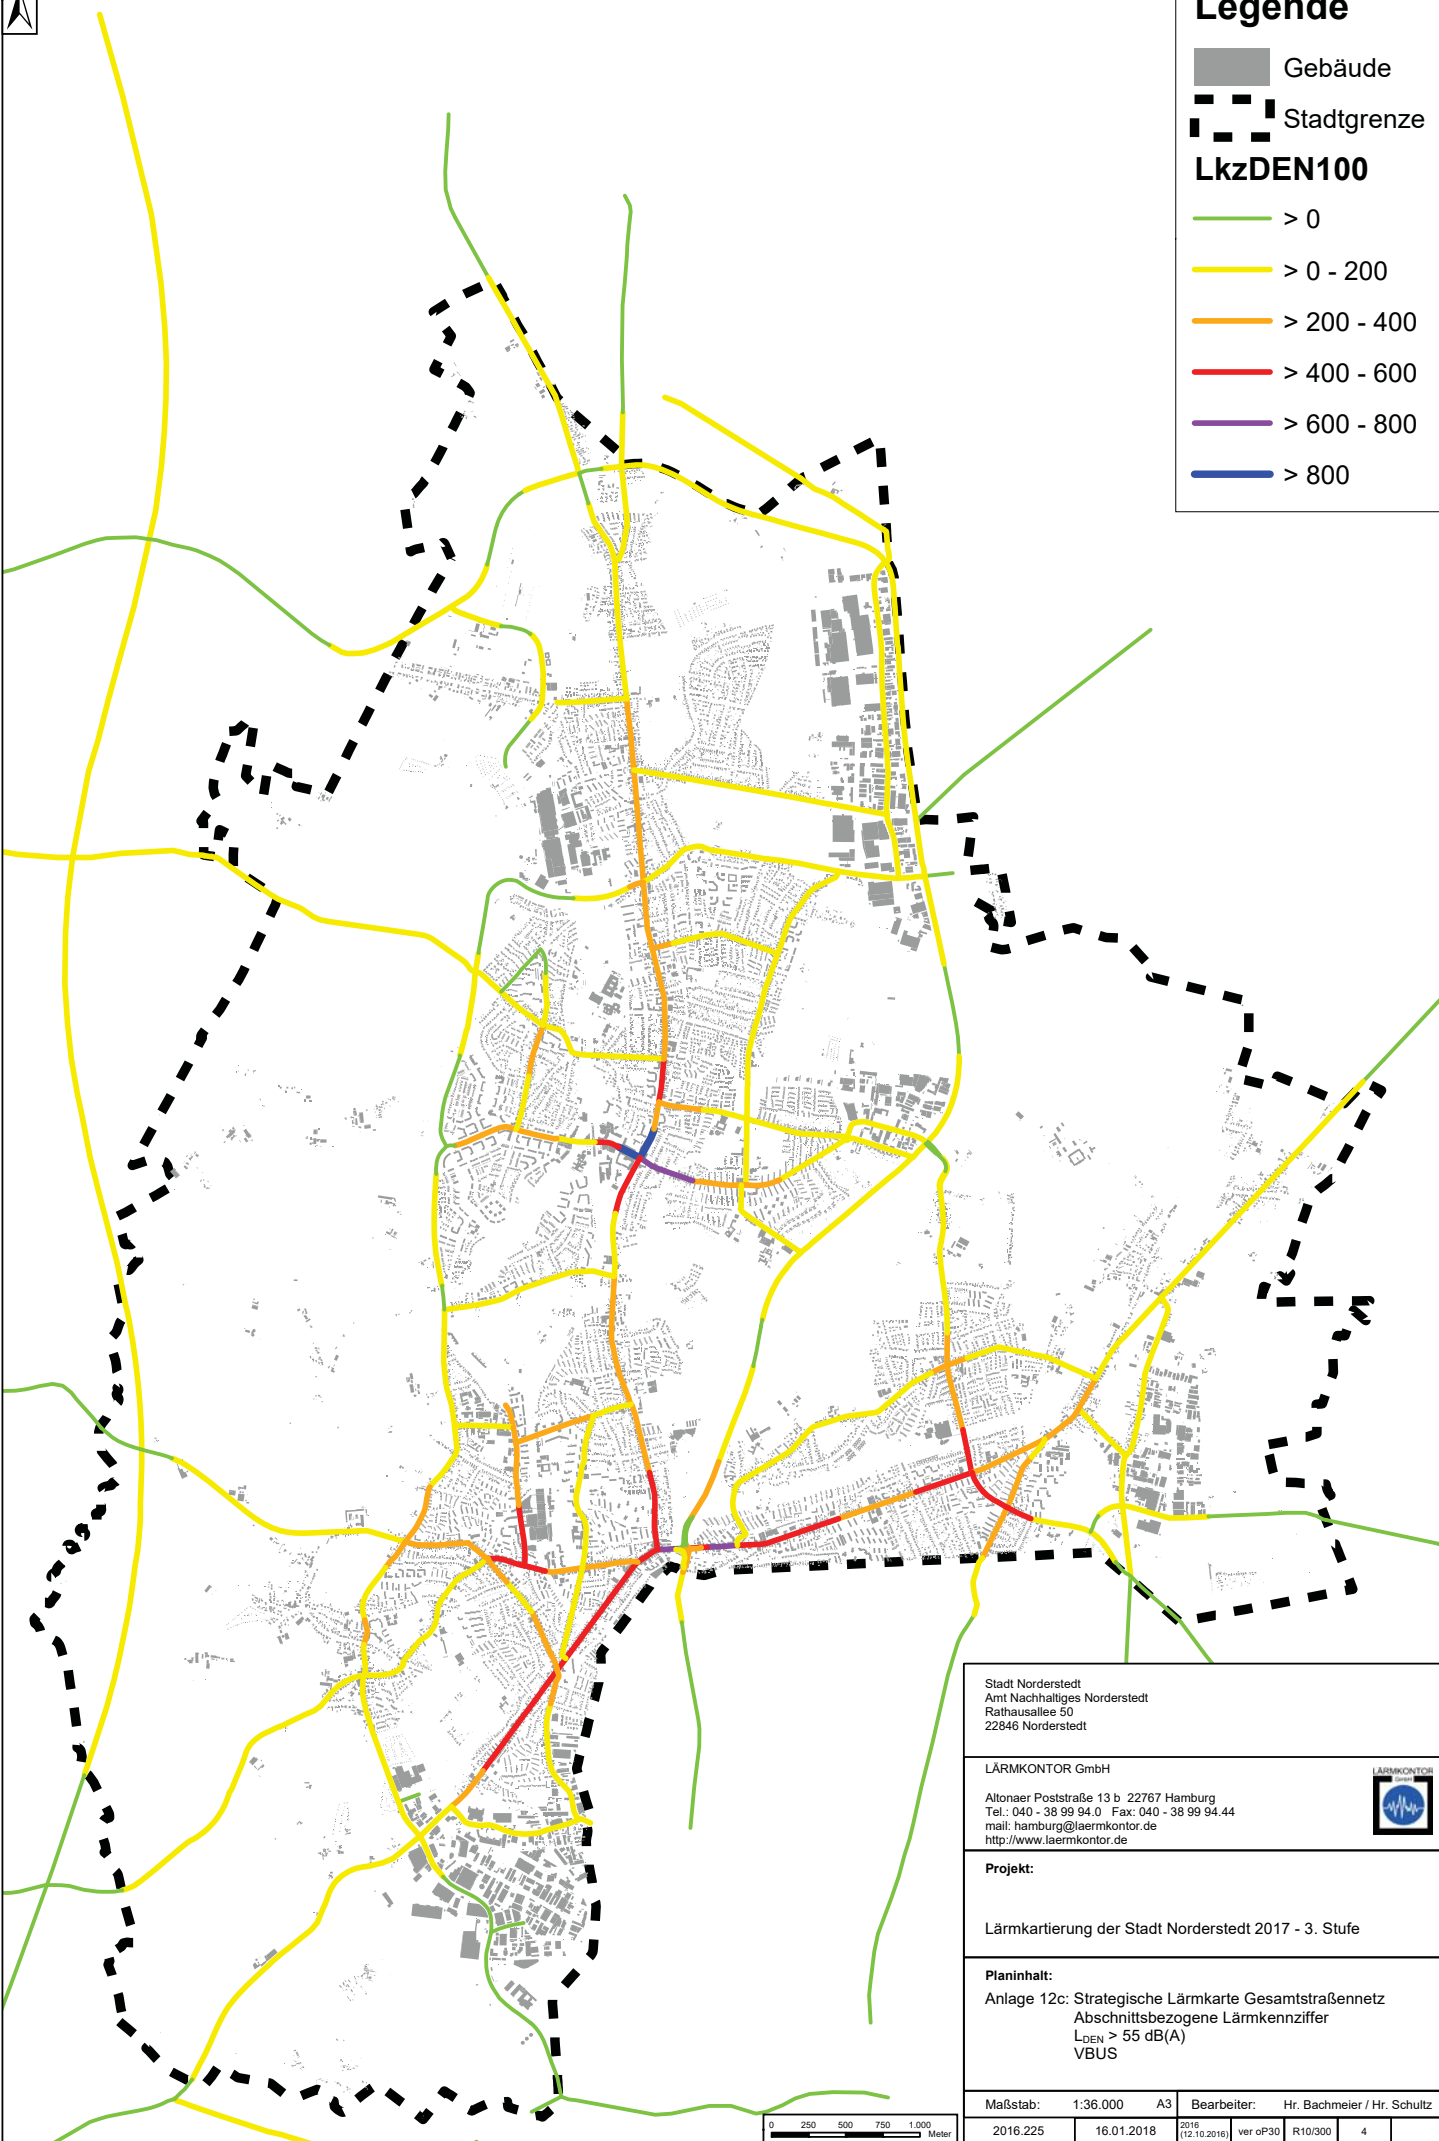 Legende
Gebäude
Stadtgrenze
LkzDEN100
> 0
> 0 - 200
> 200 - 400
> 400 - 600
> 600 - 800
> 800
Stadt Norderstedt
Amt Nachhaltiges Norderstedt
Rathausallee 50
22846 Norderstedt
LÄRMKONTOR GmbH
Altonaer Poststraße 13 b 22767 Hamburg
Tel.: 040 - 38 99 94.0 Fax: 040 - 38 99 94.44
mail: hamburg@laermkontor.de
http://www.laermkontor.de
LÄRMKONTOR
GmbH
Projekt:
Lärmkartierung der Stadt Norderstedt 2017 - 3. Stufe
Planinhalt:
Anlage 12c: Strategische Lärmkarte Gesamtstraßennetz
Abschnittsbezogene Lärmkennziffer
LDEN > 55 dB(A)
VBUS
Maßstab: 1:36.000 A3 Bearbeiter: Hr. Bachmeier / Hr. Schultz
2016.225 16.01.2018 2016 (12.10.2016) ver oP30 R10/300 4
0 250 500 750 1.000
Meter